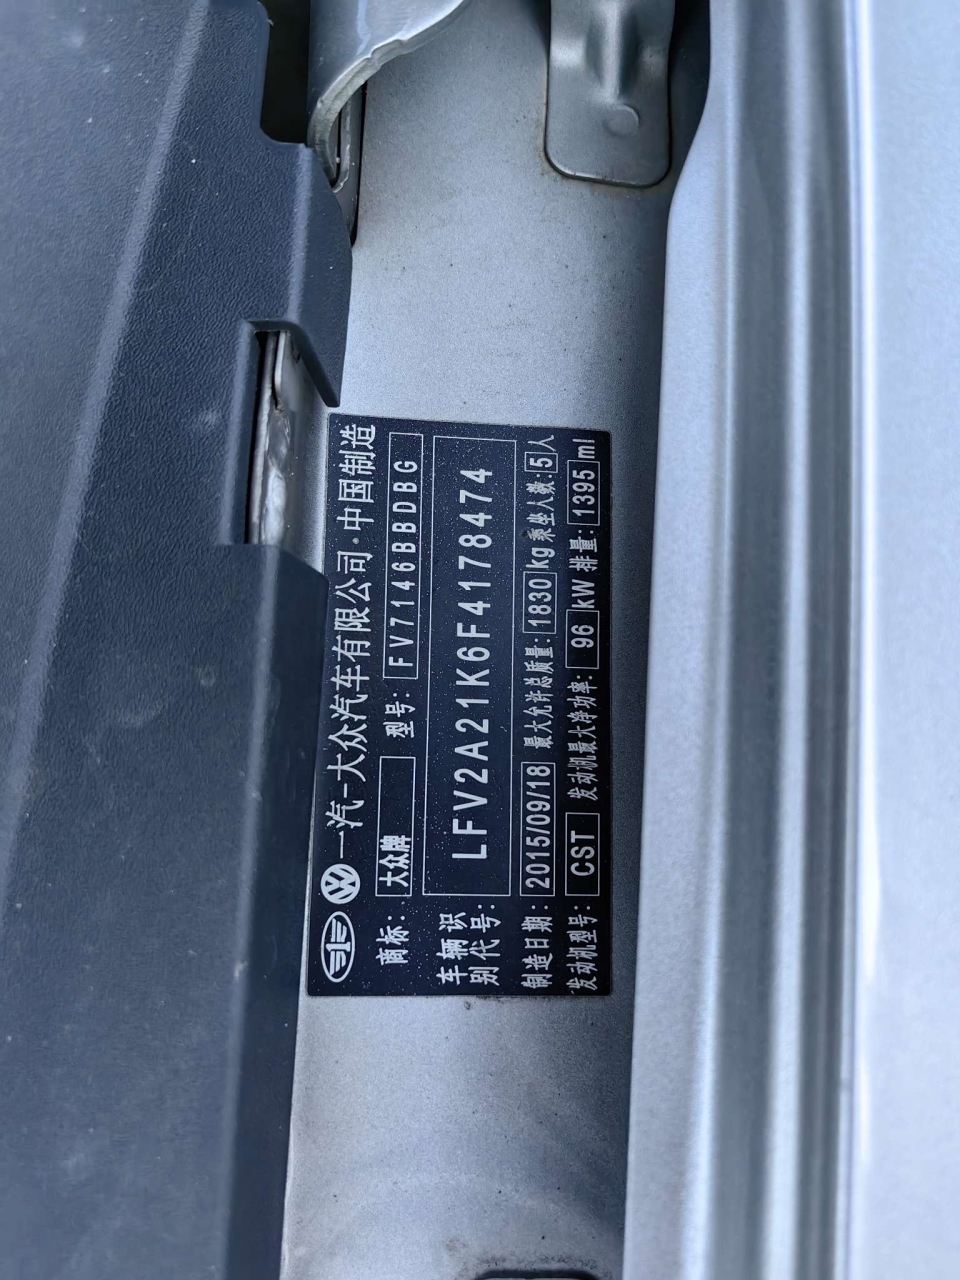 一汽-大众汽车有限公司·中国制造
商标: 大众牌 型号: FV7146BBDBG
车辆识别代号: LFV2A21K6F4178474
制造日期: 2015/09/18 最大允许总质量: 1830 kg 乘坐人数: 5 人
发动机型号: CST 发动机最大净功率: 96 kW 排量: 1395 ml